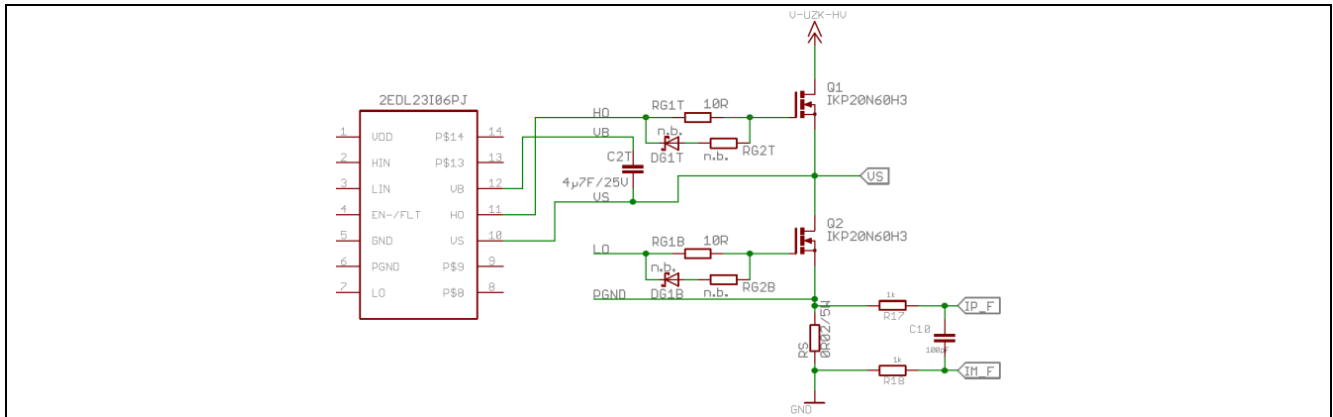 V-UZK-HV
Q1
IKP20N60H3
2EDL23I06PJ
HO
RG1T
10R
VB
n.b.
DG1T
n.b.
RG2T
C2T
4µ7F/25V
VS
VS
1 VDD P$14 14
2 HIN P$13 13
3 LIN VB 12
4 EN-/FLT HO 11
5 GND VS 10
6 PGND P$9 9
7 LO P$8 8
Q2
IKP20N60H3
LO
RG1B
10R
n.b.
DG1B
n.b.
RG2B
PGND
RS
0R02/5W
1k
R17
IP_F
C10
100pF
1k
R18
IM_F
GND